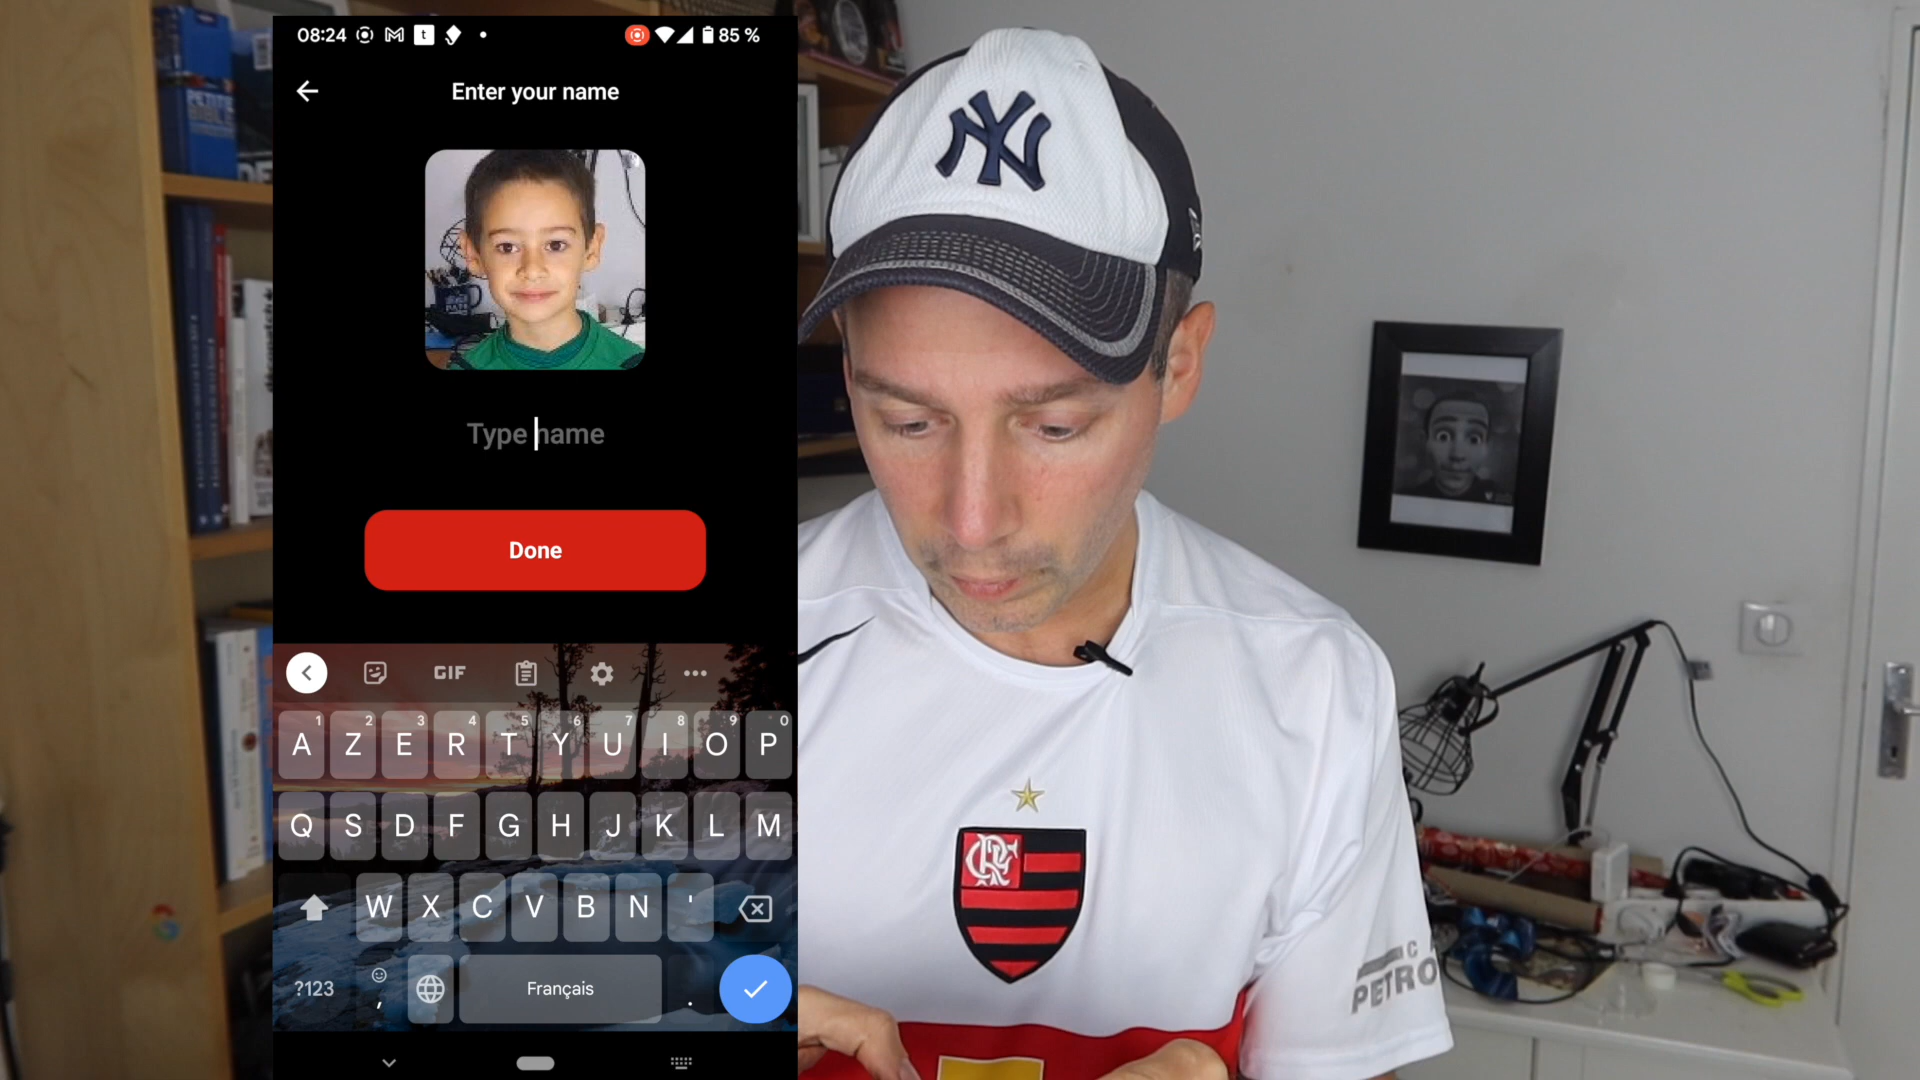 08:24
t
85 %
Enter your name
Type name
Done
GIF
1 2 3 4 5 6 7 8 9 0
A Z E R T Y U I O P
Q S D F G H J K L M
W X C V B N '
?123 , Français .
NY
CRF
PETRO